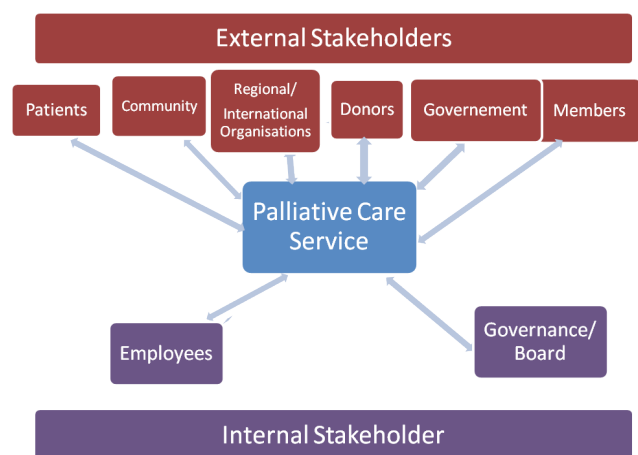 External Stakeholders
Patients
Community
Regional/
International
Organisations
Donors
Governement
Members
Palliative Care
Service
Employees
Governance/
Board
Internal Stakeholder